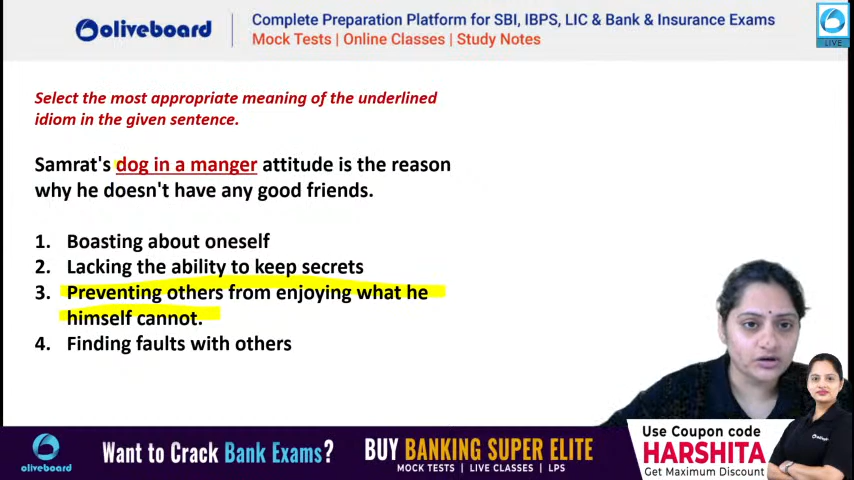 oliveboard
Complete Preparation Platform for SBI, IBPS, LIC & Bank & Insurance Exams
Mock Tests | Online Classes | Study Notes
LIVE
Select the most appropriate meaning of the underlined
idiom in the given sentence.
Samrat's dog in a manger attitude is the reason
why he doesn't have any good friends.
1. Boasting about oneself
2. Lacking the ability to keep secrets
3. Preventing others from enjoying what he
himself cannot.
4. Finding faults with others
oliveboard
Want to Crack Bank Exams?
BUY BANKING SUPER ELITE
MOCK TESTS | LIVE CLASSES | LPS
Use Coupon code
HARSHITA
Get Maximum Discount